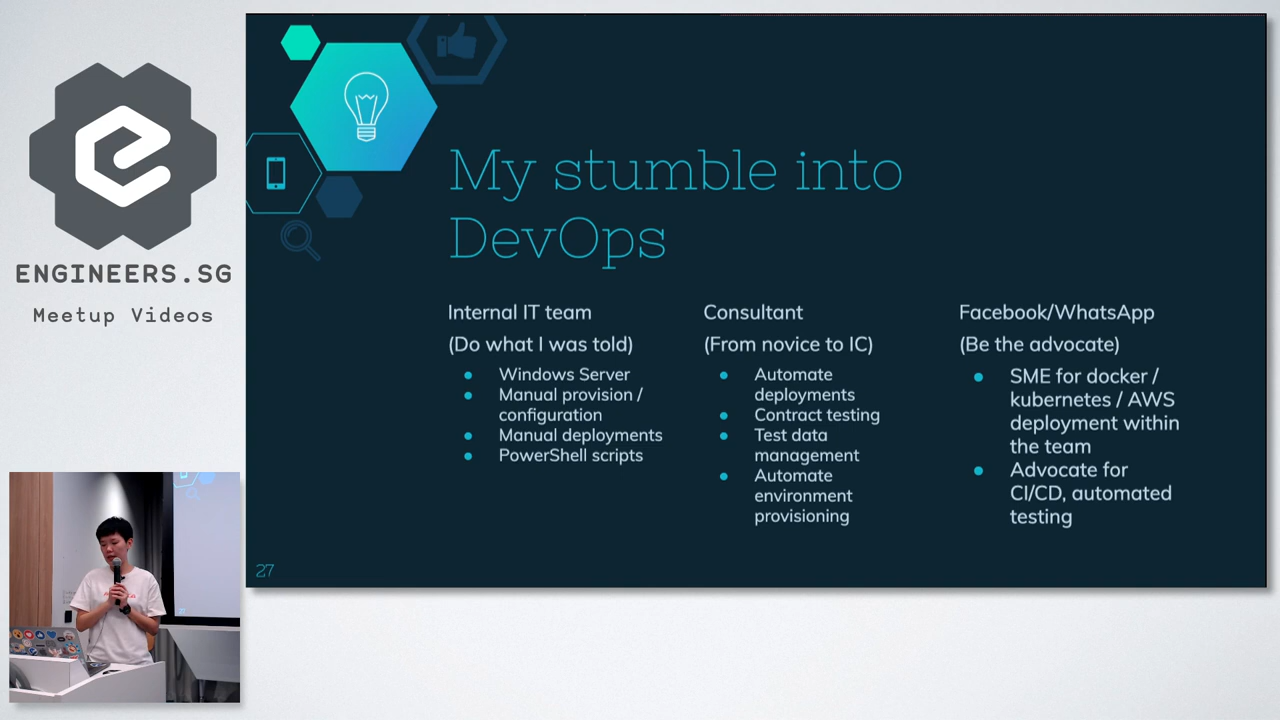 ENGINEERS.SG
Meetup Videos
My stumble into
DevOps
Internal IT team
(Do what I was told)
Windows Server
Manual provision /
configuration
Manual deployments
PowerShell scripts
Consultant
(From novice to IC)
Automate
deployments
Contract testing
Test data
management
Automate
environment
provisioning
Facebook/WhatsApp
(Be the advocate)
SME for docker /
kubernetes / AWS
deployment within
the team
Advocate for
CI/CD, automated
testing
27